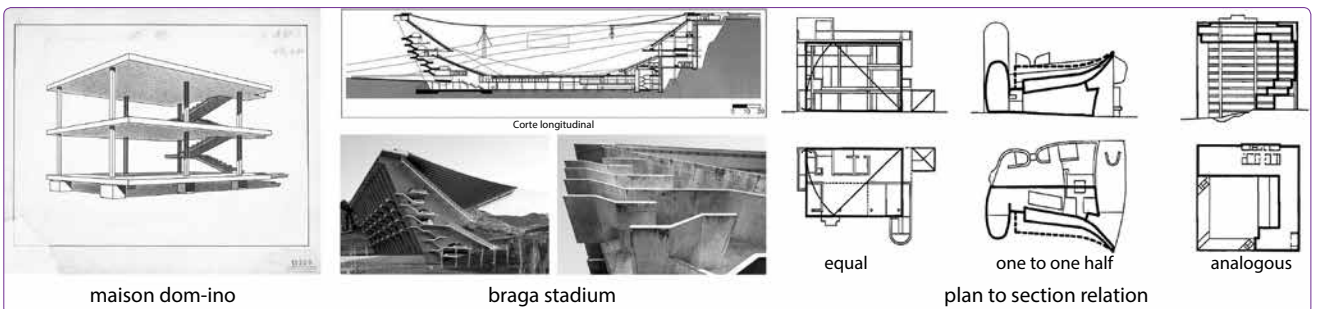 Corte longitudinal
equal
one to one half
analogous
maison dom-ino
braga stadium
plan to section relation